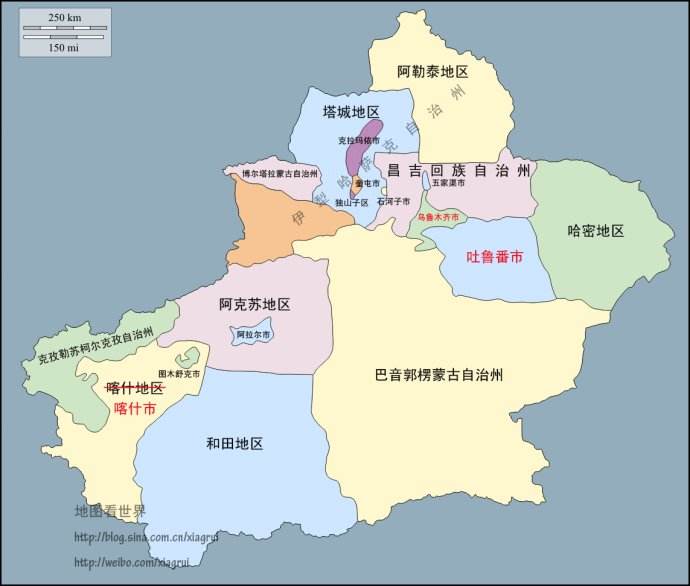 250 km
150 mi
阿勒泰地区
塔城地区
克拉玛依市
伊犁哈萨克自治州
博尔塔拉蒙古自治州
昌吉回族自治州
奎屯市
五家渠市
独山子区
石河子市
乌鲁木齐市
哈密地区
吐鲁番市
阿克苏地区
阿拉尔市
克孜勒苏柯尔克孜自治州
图木舒克市
巴音郭楞蒙古自治州
喀什地区
喀什市
和田地区
地图看世界
http://blog.sina.com.cn/xiagrui
http://weibo.com/xiagrui